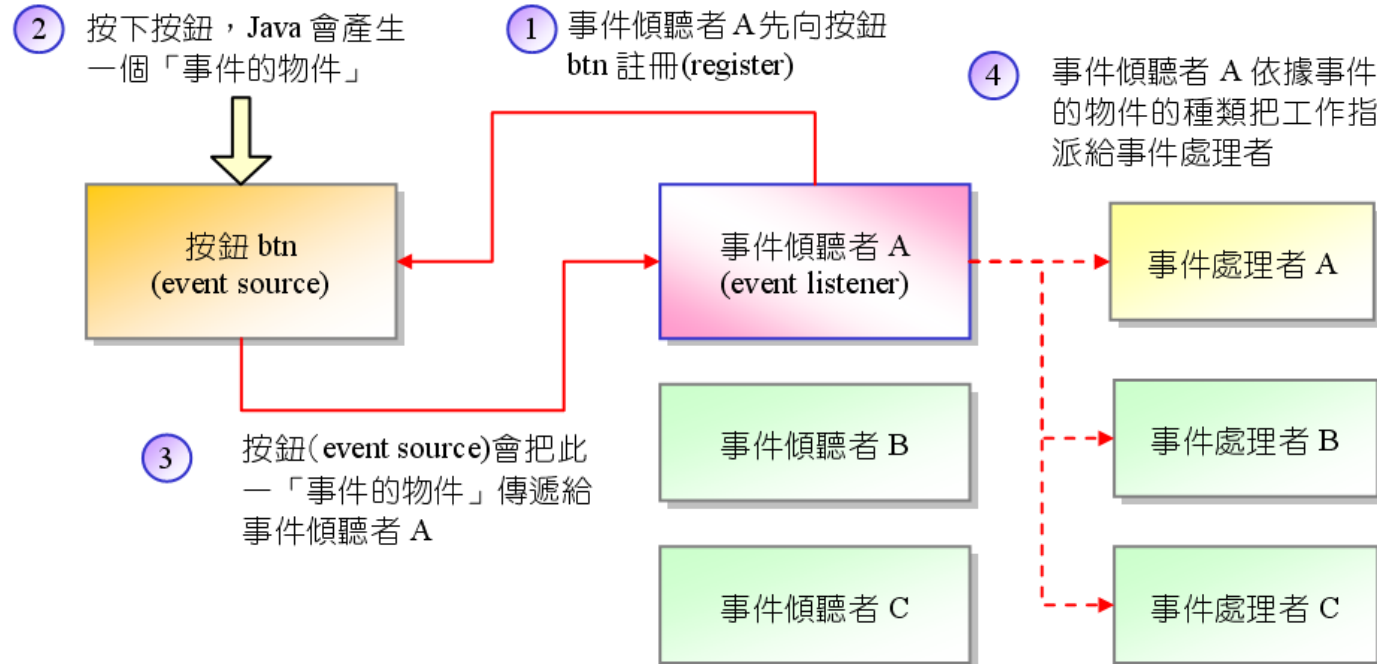 2
按下按鈕，Java 會產生
一個「事件的物件」
1
事件傾聽者 A 先向按鈕
btn 註冊(register)
4
事件傾聽者 A 依據事件
的物件的種類把工作指
派給事件處理者
按鈕 btn
(event source)
事件傾聽者 A
(event listener)
事件處理者 A
3
按鈕(event source)會把此
一「事件的物件」傳遞給
事件傾聽者 A
事件傾聽者 B
事件處理者 B
事件傾聽者 C
事件處理者 C